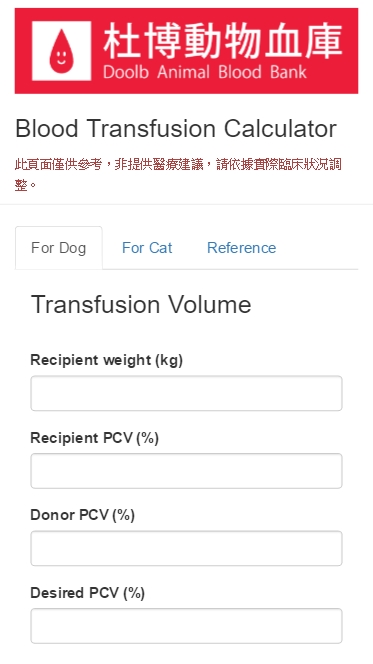 杜博動物血庫
Doolb Animal Blood Bank
Blood Transfusion Calculator
此頁面僅供參考，非提供醫療建議，請依據實際臨床狀況調
整。
For Dog For Cat Reference
Transfusion Volume
Recipient weight (kg)
Recipient PCV (%)
Donor PCV (%)
Desired PCV (%)